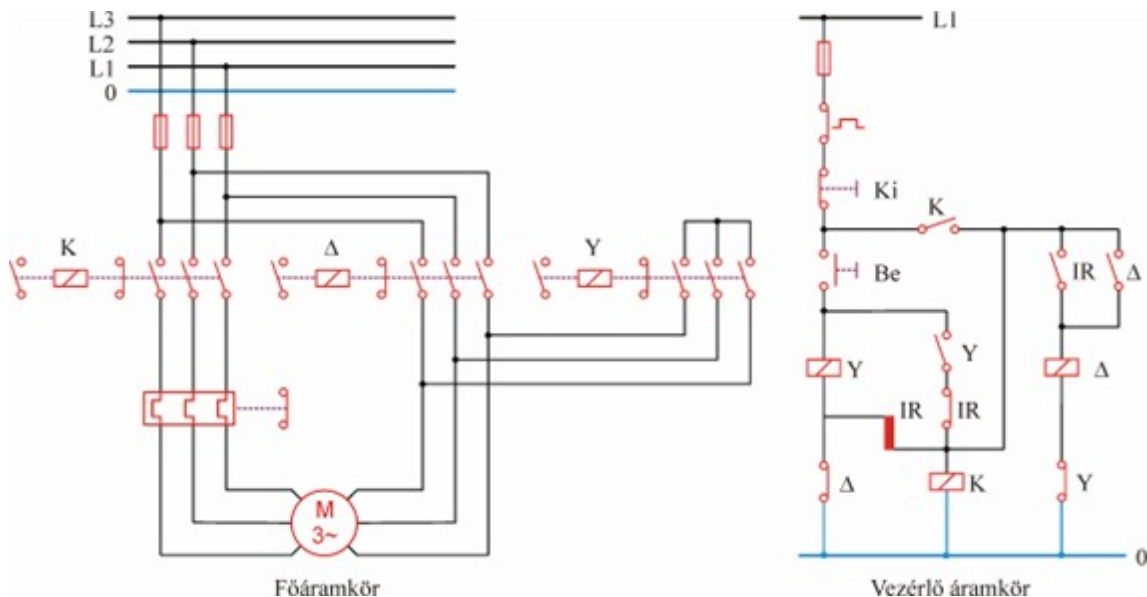 L3
L2
L1
0
K
Δ
Y
M
3~
Főáramkör
L1
Ki
K
Be
IR
Δ
Y
Y
Δ
IR
IR
Δ
K
Y
0
Vezérlő áramkör